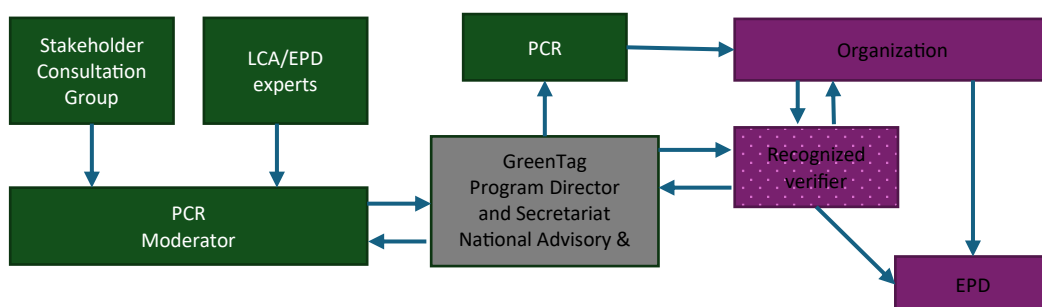 Stakeholder
Consultation
Group
LCA/EPD
experts
PCR
Organization
GreenTag
Program Director
and Secretariat
National Advisory &
Recognized
verifier
PCR
Moderator
EPD